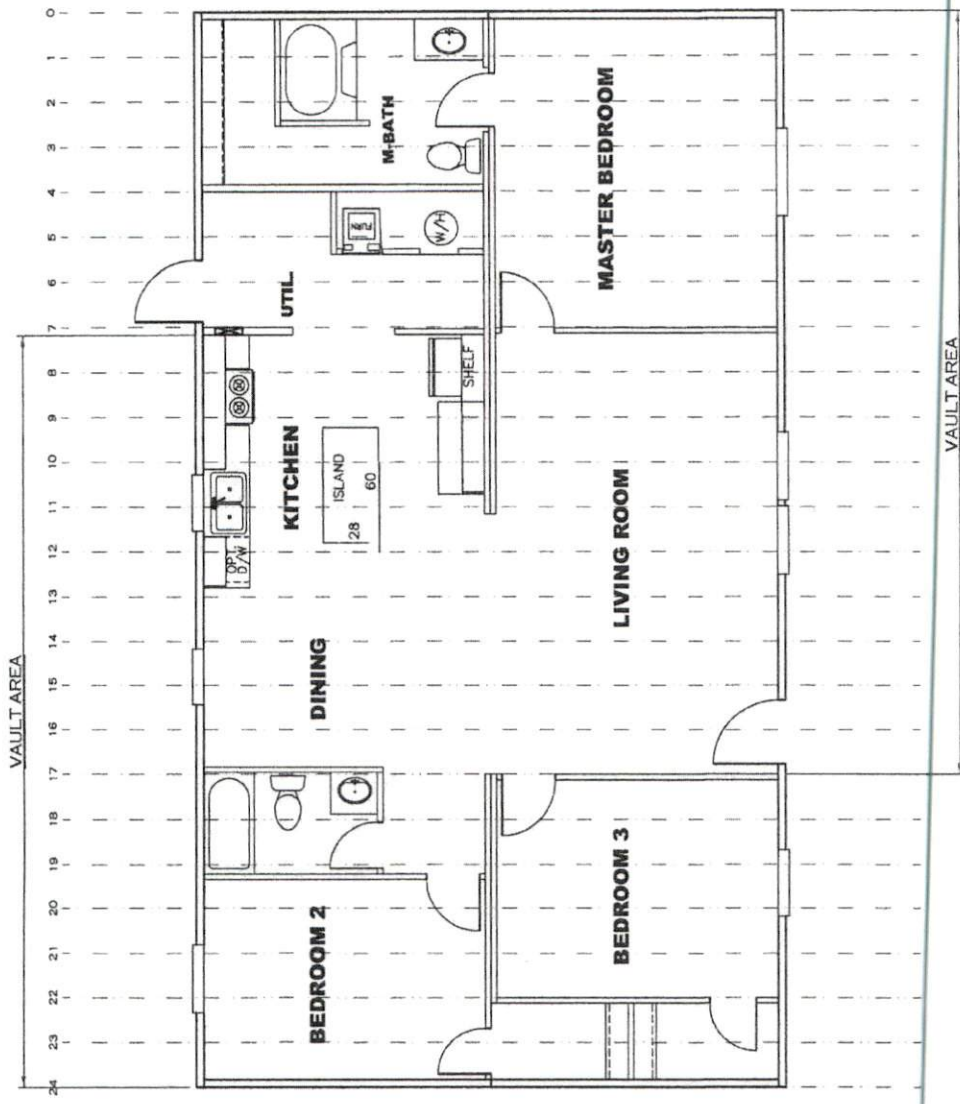 VAULT AREA
0
1
2
3
4
5
6
7
8
9
10
11
12
13
14
15
16
17
18
19
20
21
22
23
24
M-BATH
MASTER BEDROOM
FURN
W/H
UTIL.
SHELF
KITCHEN
ISLAND
28
60
OPT
D/W
LIVING ROOM
DINING
BEDROOM 2
BEDROOM 3
VAULT AREA